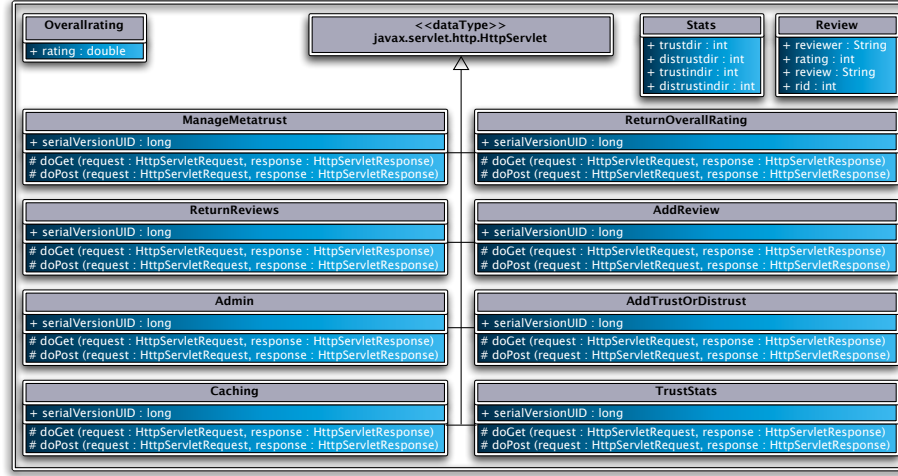 Overallrating
+ rating : double
<<dataType>>
javax.servlet.http.HttpServlet
Stats
+ trustdir : int
+ distrustdir : int
+ trustindir : int
+ distrustindir : int
Review
+ reviewer : String
+ rating : int
+ review : String
+ rid : int
ManageMetatrust
+ serialVersionUID : long
# doGet (request : HttpServletRequest, response : HttpServletResponse)
# doPost (request : HttpServletRequest, response : HttpServletResponse)
ReturnOverallRating
+ serialVersionUID : long
# doGet (request : HttpServletRequest, response : HttpServletResponse)
# doPost (request : HttpServletRequest, response : HttpServletResponse)
ReturnReviews
+ serialVersionUID : long
# doGet (request : HttpServletRequest, response : HttpServletResponse)
# doPost (request : HttpServletRequest, response : HttpServletResponse)
AddReview
+ serialVersionUID : long
# doGet (request : HttpServletRequest, response : HttpServletResponse)
# doPost (request : HttpServletRequest, response : HttpServletResponse)
Admin
+ serialVersionUID : long
# doGet (request : HttpServletRequest, response : HttpServletResponse)
# doPost (request : HttpServletRequest, response : HttpServletResponse)
AddTrustOrDistrust
+ serialVersionUID : long
# doGet (request : HttpServletRequest, response : HttpServletResponse)
# doPost (request : HttpServletRequest, response : HttpServletResponse)
Caching
+ serialVersionUID : long
# doGet (request : HttpServletRequest, response : HttpServletResponse)
# doPost (request : HttpServletRequest, response : HttpServletResponse)
TrustStats
+ serialVersionUID : long
# doGet (request : HttpServletRequest, response : HttpServletResponse)
# doPost (request : HttpServletRequest, response : HttpServletResponse)